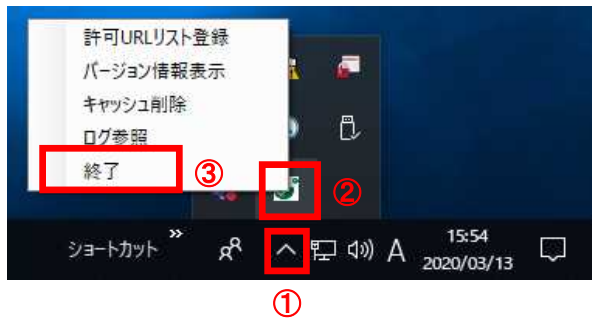 許可URLリスト登録
バージョン情報表示
キャッシュ削除
ログ参照
終了
③
②
ショートカット
»
A
15:54
2020/03/13
①